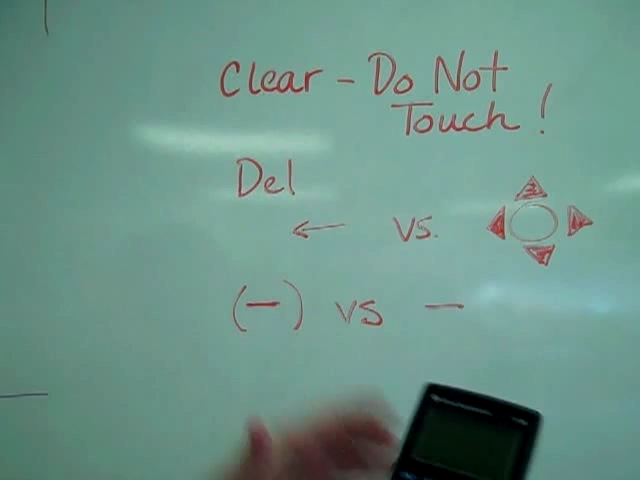 Clear - Do Not
Touch!
Del
← vs.
(-) vs -